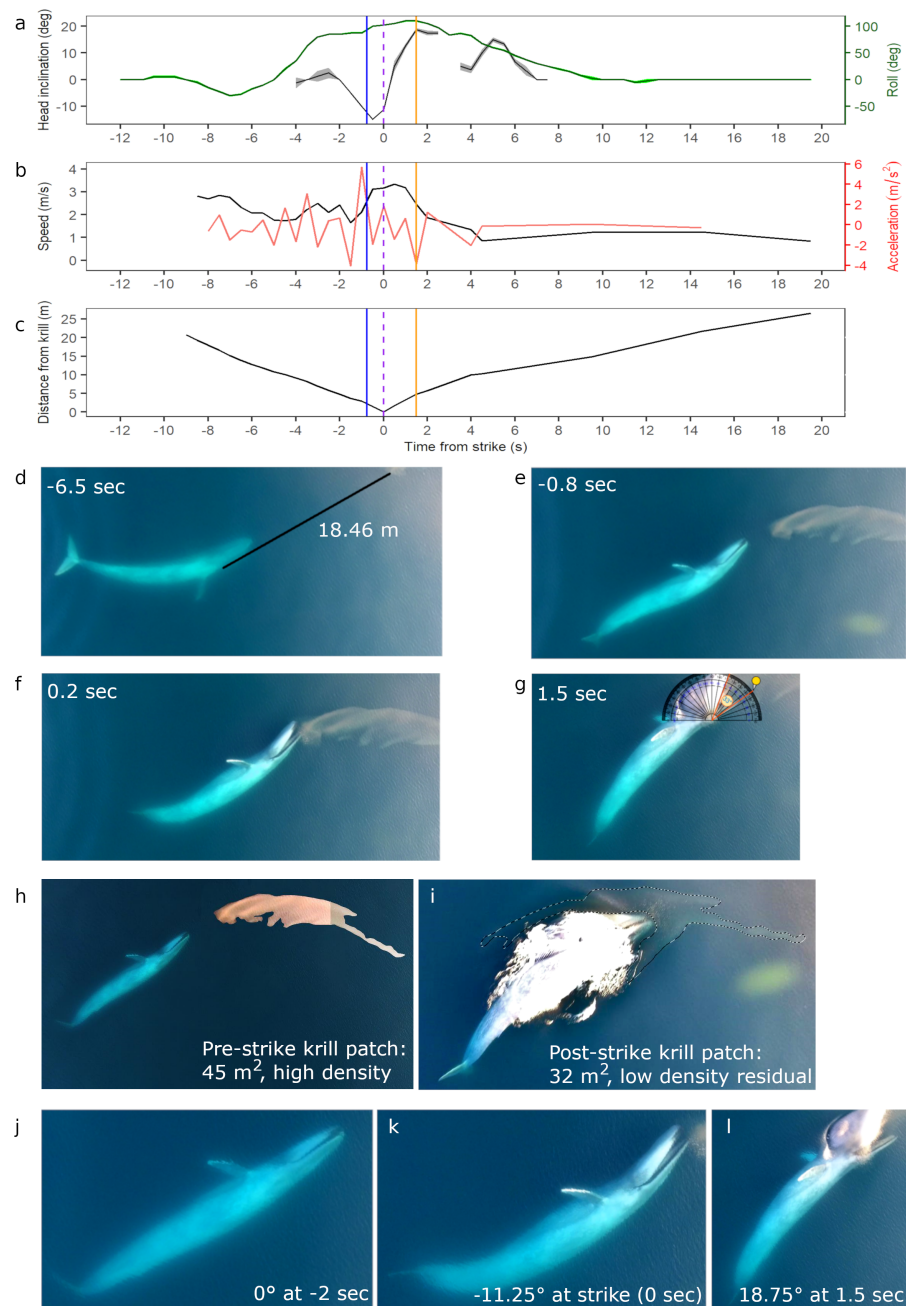 a
Head inclination (deg)
20
10
0
-10
100
50
0
-50
Roll (deg)
-12 -10 -8 -6 -4 -2 0 2 4 6 8 10 12 14 16 18 20
b
Speed (m/s)
4
3
2
1
0
6
4
2
0
-2
-4
Acceleration (m/s²)
-12 -10 -8 -6 -4 -2 0 2 4 6 8 10 12 14 16 18 20
c
Distance from krill (m)
25
20
15
10
5
0
-12 -10 -8 -6 -4 -2 0 2 4 6 8 10 12 14 16 18 20
Time from strike (s)
d
-6.5 sec
18.46 m
e
-0.8 sec
f
0.2 sec
g
1.5 sec
h
Pre-strike krill patch:
45 m², high density
i
Post-strike krill patch:
32 m², low density residual
j
0° at -2 sec
k
-11.25° at strike (0 sec)
l
18.75° at 1.5 sec